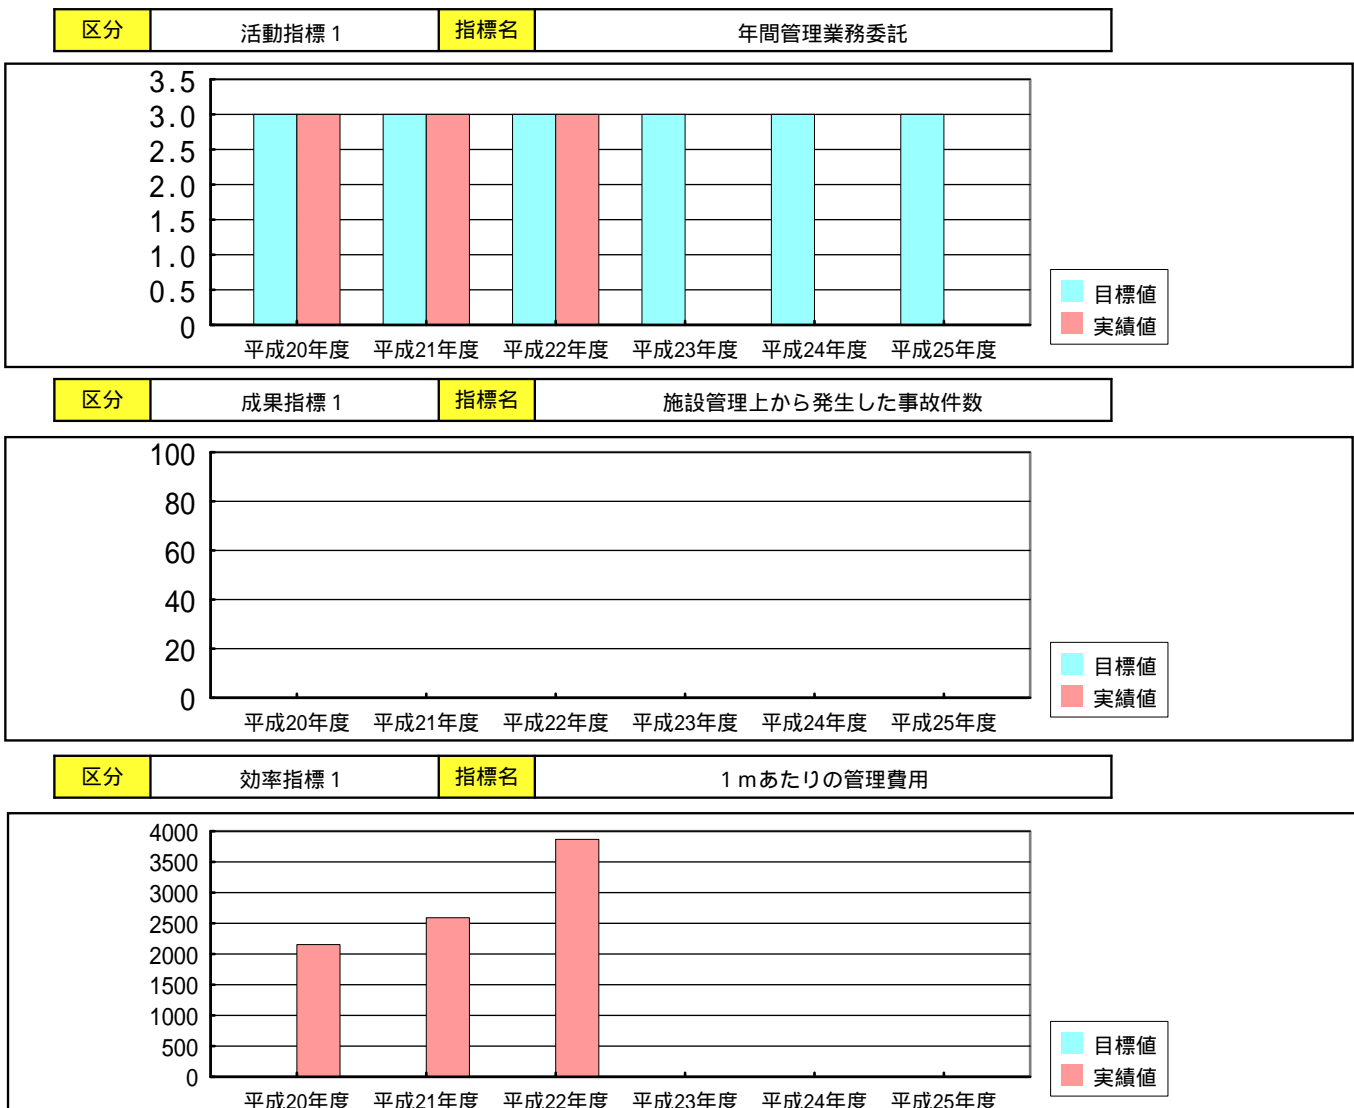 区分 活動指標１ 指標名 年間管理業務委託
3.5
3.0
2.5
2.0
1.5
1.0
0.5
0
平成20年度 平成21年度 平成22年度 平成23年度 平成24年度 平成25年度
目標値
実績値
区分 成果指標１ 指標名 施設管理上から発生した事故件数
100
80
60
40
20
0
平成20年度 平成21年度 平成22年度 平成23年度 平成24年度 平成25年度
目標値
実績値
区分 効率指標１ 指標名 １ｍあたりの管理費用
4000
3500
3000
2500
2000
1500
1000
500
0
平成20年度 平成21年度 平成22年度 平成23年度 平成24年度 平成25年度
目標値
実績値